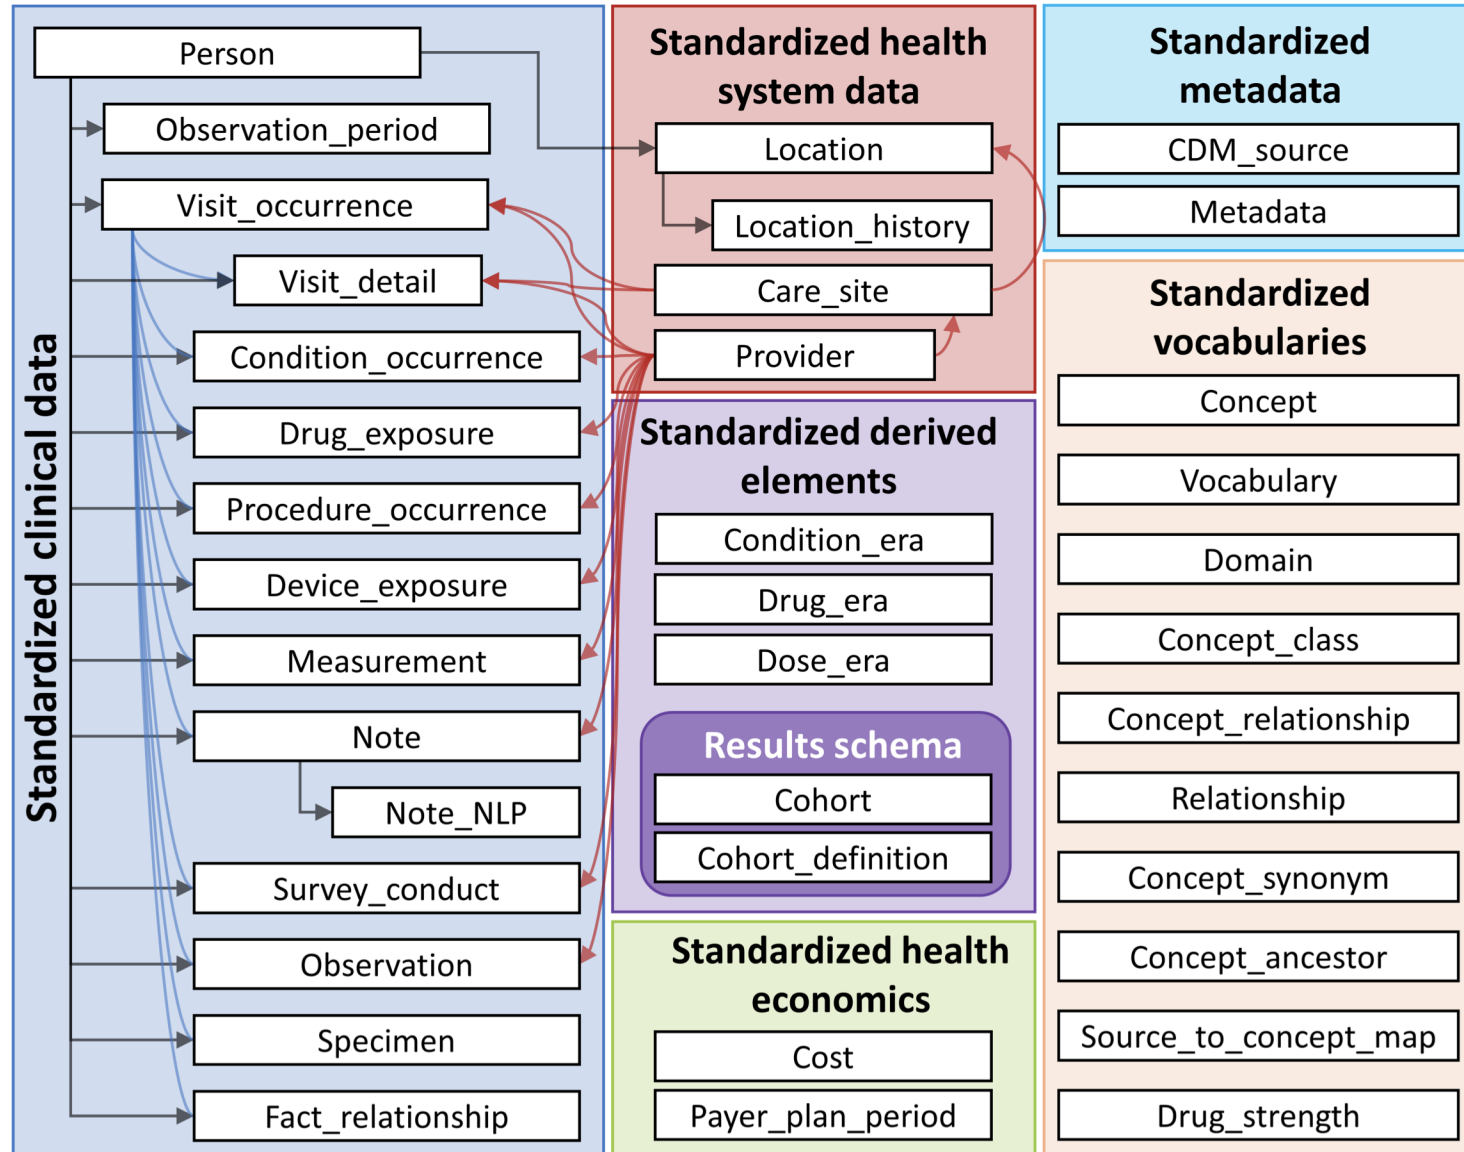 Standardized clinical data
Person
Observation_period
Visit_occurrence
Visit_detail
Condition_occurrence
Drug_exposure
Procedure_occurrence
Device_exposure
Measurement
Note
Note_NLP
Survey_conduct
Observation
Specimen
Fact_relationship
Standardized health
system data
Location
Location_history
Care_site
Provider
Standardized derived
elements
Condition_era
Drug_era
Dose_era
Results schema
Cohort
Cohort_definition
Standardized health
economics
Cost
Payer_plan_period
Standardized
metadata
CDM_source
Metadata
Standardized
vocabularies
Concept
Vocabulary
Domain
Concept_class
Concept_relationship
Relationship
Concept_synonym
Concept_ancestor
Source_to_concept_map
Drug_strength